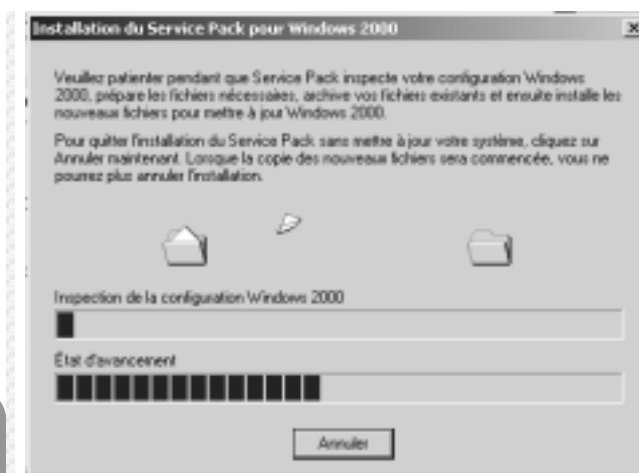 Installation du Service Pack pour Windows 2000
Veuillez patienter pendant que Service Pack inspecte votre configuration Windows
2000, prépare les fichiers nécessaires, archive vos fichiers existants et ensuite installe les
nouveaux fichiers pour mettre à jour Windows 2000.
Pour quitter l'installation du Service Pack sans mettre à jour votre système, cliquez sur
Annuler maintenant. Lorsque la copie des nouveaux fichiers sera commencée, vous ne
pourrez plus annuler l'installation.
Inspection de la configuration Windows 2000
État d'avancement
Annuler